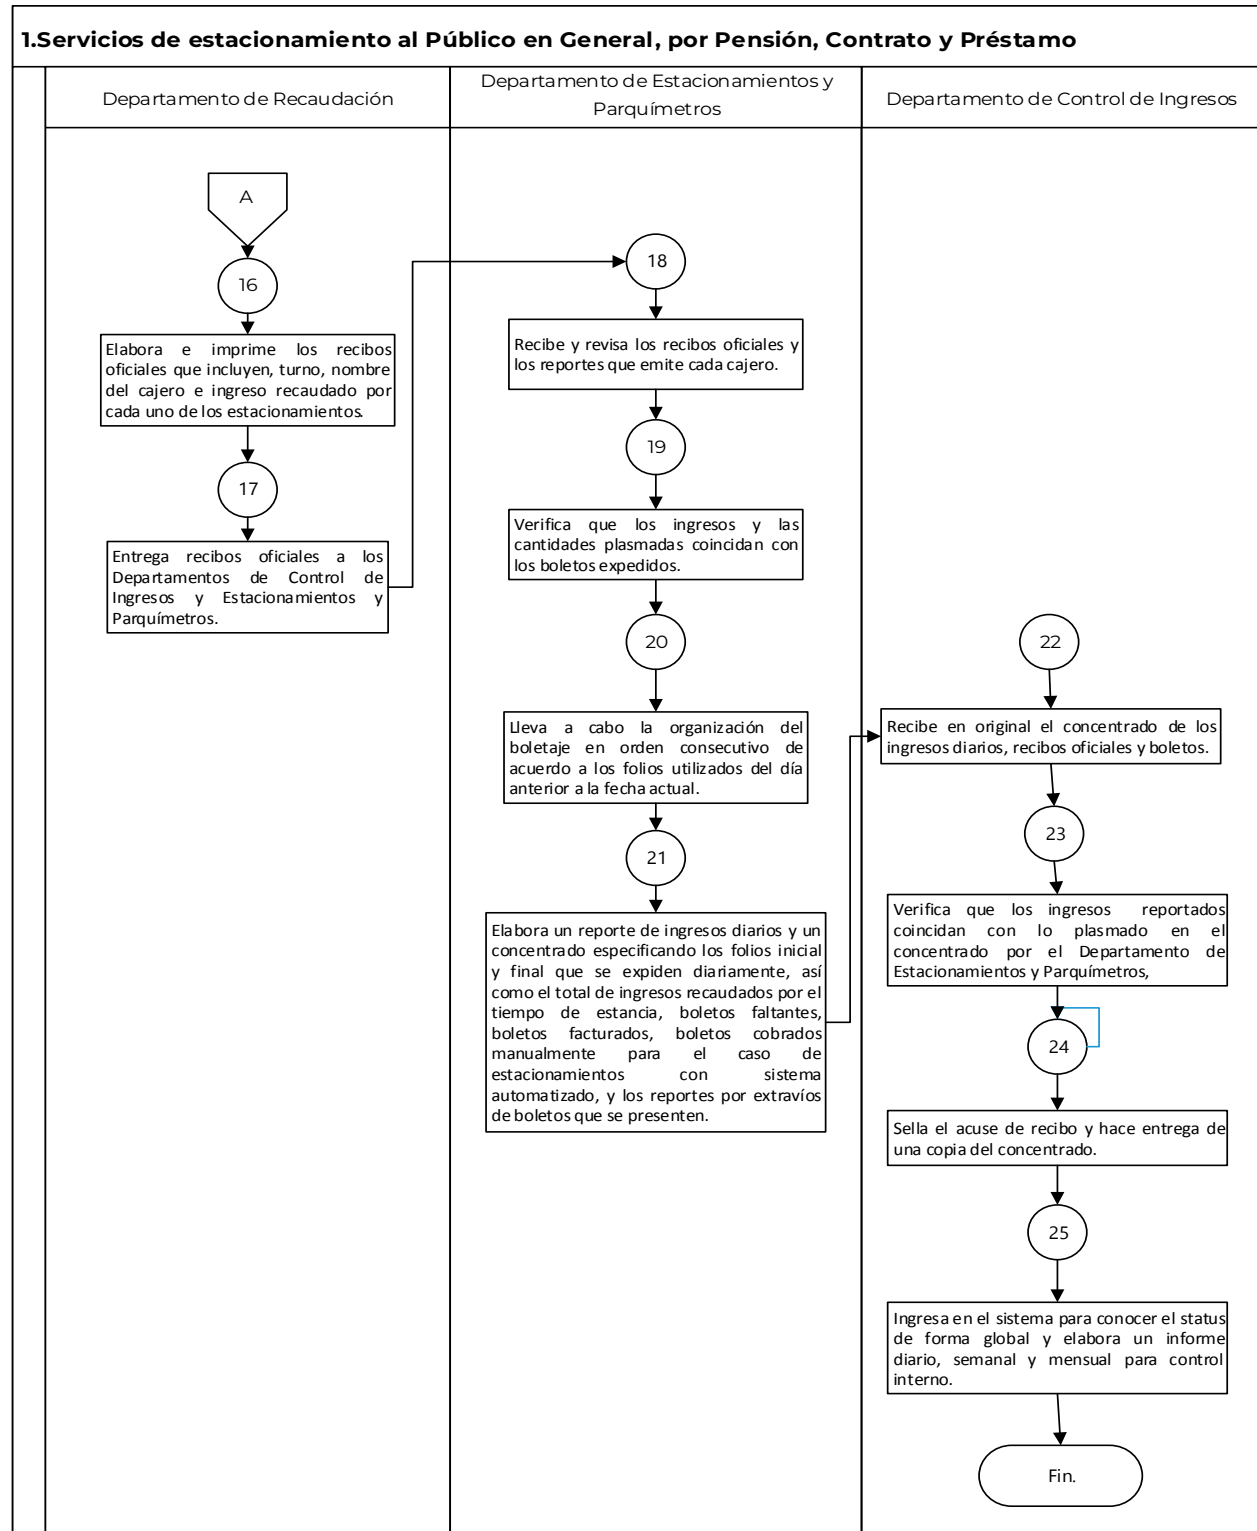 1.Servicios de estacionamiento al Público en General, por Pensión, Contrato y Préstamo
Departamento de Recaudación
Departamento de Estacionamientos y
Parquímetros
Departamento de Control de Ingresos
A
16
Elabora e imprime los recibos
oficiales que incluyen, turno, nombre
del cajero e ingreso recaudado por
cada uno de los estacionamientos.
17
Entrega recibos oficiales a los
Departamentos de Control de
Ingresos y Estacionamientos y
Parquímetros.
18
Recibe y revisa los recibos oficiales y
los reportes que emite cada cajero.
19
Verifica que los ingresos y las
cantidades plasmadas coincidan con
los boletos expedidos.
20
Lleva a cabo la organización del
boletaje en orden consecutivo de
acuerdo a los folios utilizados del día
anterior a la fecha actual.
21
Elabora un reporte de ingresos diarios y un
concentrado especificando los folios inicial
y final que se expiden diariamente, así
como el total de ingresos recaudados por el
tiempo de estancia, boletos faltantes,
boletos facturados, boletos cobrados
manualmente para el caso de
estacionamientos con sistema
automatizado, y los reportes por extravíos
de boletos que se presenten.
22
Recibe en original el concentrado de los
ingresos diarios, recibos oficiales y boletos.
23
Verifica que los ingresos reportados
coincidan con lo plasmado en el
concentrado por el Departamento de
Estacionamientos y Parquímetros,
24
Sella el acuse de recibo y hace entrega de
una copia del concentrado.
25
Ingresa en el sistema para conocer el status
de forma global y elabora un informe
diario, semanal y mensual para control
interno.
Fin.